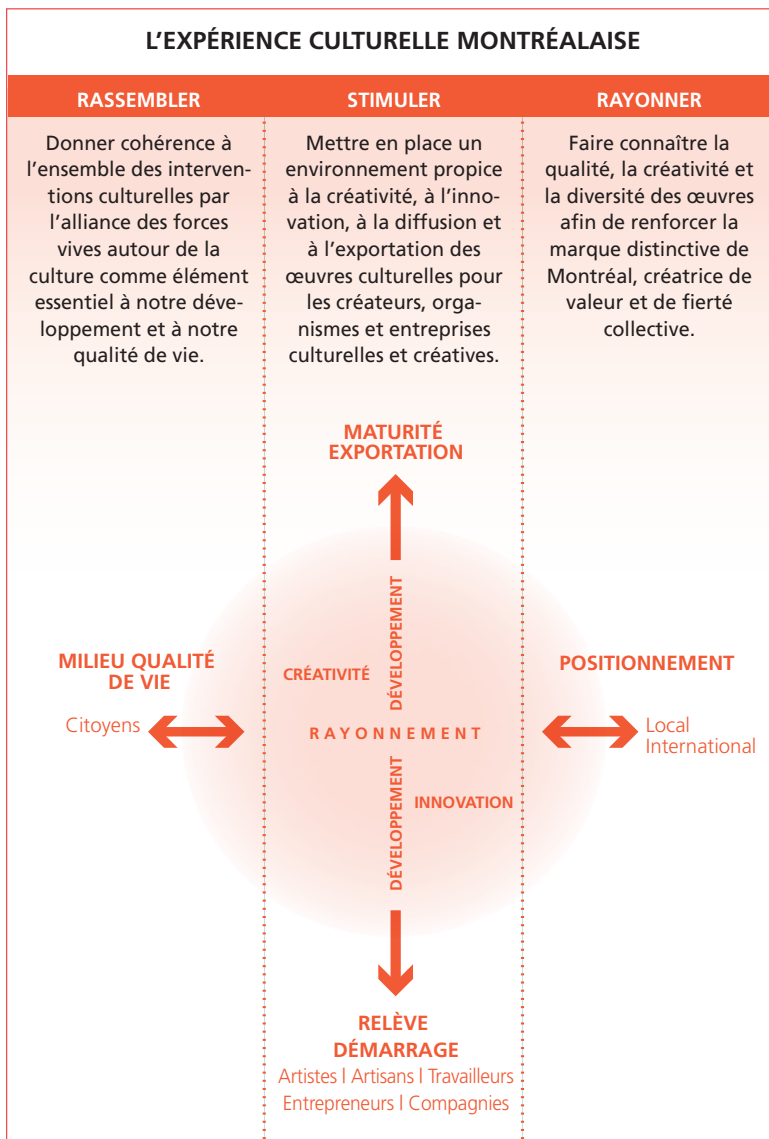 L’EXPÉRIENCE CULTURELLE MONTRÉALAISE
RASSEMBLER
Donner cohérence à
l’ensemble des interven-
tions culturelles par
l’alliance des forces
vives autour de la
culture comme élément
essentiel à notre déve-
loppement et à notre
qualité de vie.
STIMULER
Mettre en place un
environnement propice
à la créativité, à l’inno-
vation, à la diffusion et
à l’exportation des
œuvres culturelles pour
les créateurs, orga-
nismes et entreprises
culturelles et créatives.
RAYONNER
Faire connaître la
qualité, la créativité et
la diversité des œuvres
afin de renforcer la
marque distinctive de
Montréal, créatrice de
valeur et de fierté
collective.
MATURITÉ
EXPORTATION
MILIEU QUALITÉ
DE VIE
Citoyens
CRÉATIVITÉ
DÉVELOPPEMENT
RAYONNEMENT
DÉVELOPPEMENT
INNOVATION
POSITIONNEMENT
Local
International
RELÈVE
DÉMARRAGE
Artistes | Artisans | Travailleurs
Entrepreneurs | Compagnies